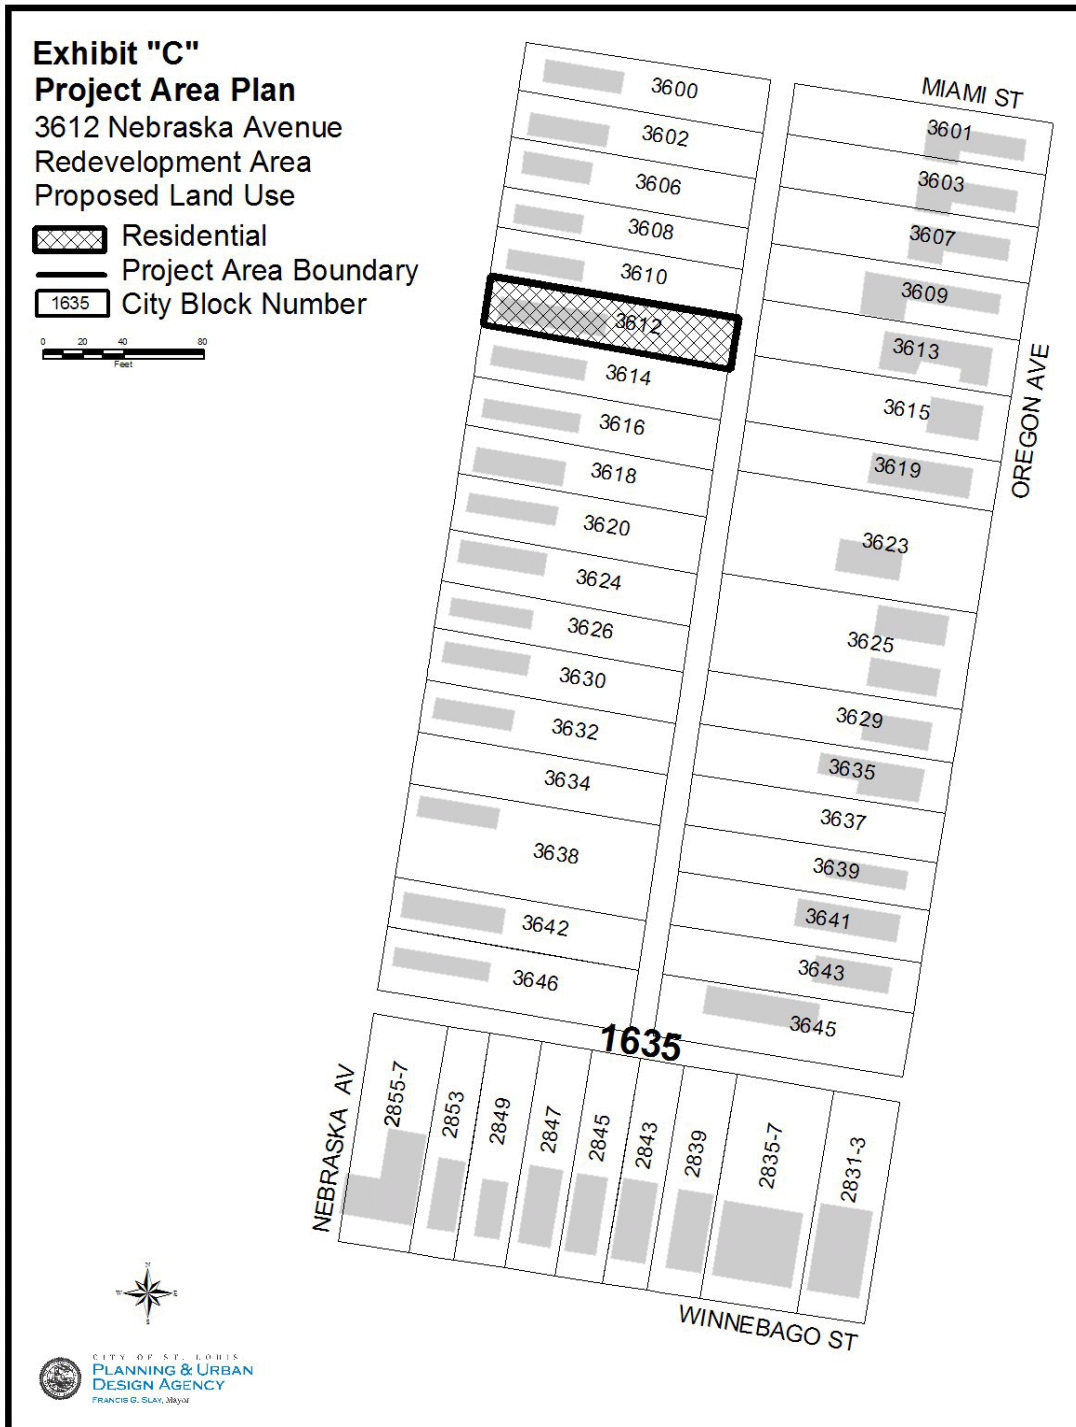 Exhibit "C"
Project Area Plan
3612 Nebraska Avenue
Redevelopment Area
Proposed Land Use
Residential
Project Area Boundary
1635 City Block Number
0 20 40 80
Feet
MIAMI ST
OREGON AVE
3600
3602
3606
3608
3610
3612
3614
3616
3618
3620
3624
3626
3630
3632
3634
3638
3642
3646
3601
3603
3607
3609
3613
3615
3619
3623
3625
3629
3635
3637
3639
3641
3643
3645
1635
NEBRASKA AV
2855-7
2853
2849
2847
2845
2843
2839
2835-7
2831-3
WINNEBAGO ST
N
W E
S
CITY OF ST. LOUIS
PLANNING & URBAN
DESIGN AGENCY
FRANCIS G. SLAY, Mayor